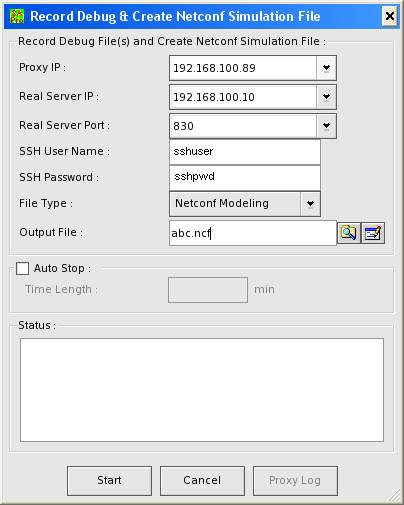 Record Debug & Create Netconf Simulation File
Record Debug File(s) and Create Netconf Simulation File :
Proxy IP : 192.168.100.89
Real Server IP : 192.168.100.10
Real Server Port : 830
SSH User Name : sshuser
SSH Password : sshpwd
File Type : Netconf Modeling
Output File : abc.ncf
Auto Stop :
Time Length : min
Status :
Start Cancel Proxy Log